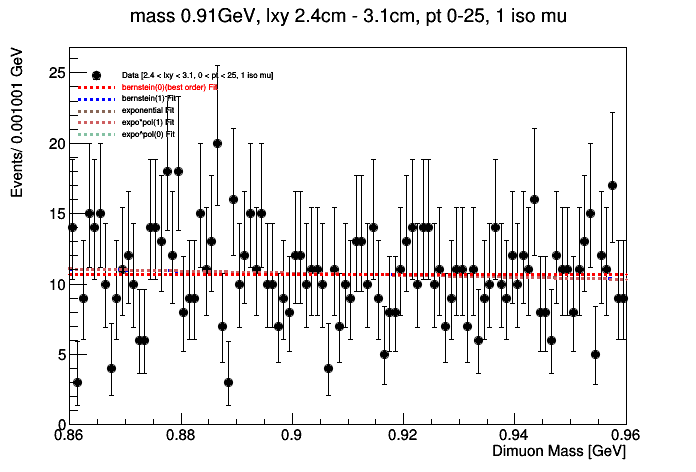 mass 0.91GeV, lxy 2.4cm - 3.1cm, pt 0-25, 1 iso mu
Events/ 0.001001 GeV
25
20
15
10
5
0
Data [2.4 < lxy < 3.1, 0 < pt < 25, 1 iso mu]
bernstein(0)(best order) Fit
bernstein(1) Fit
exponential Fit
expo*pol(1) Fit
expo^pol(0) Fit
0.86 0.88 0.9 0.92 0.94 0.96
Dimuon Mass [GeV]